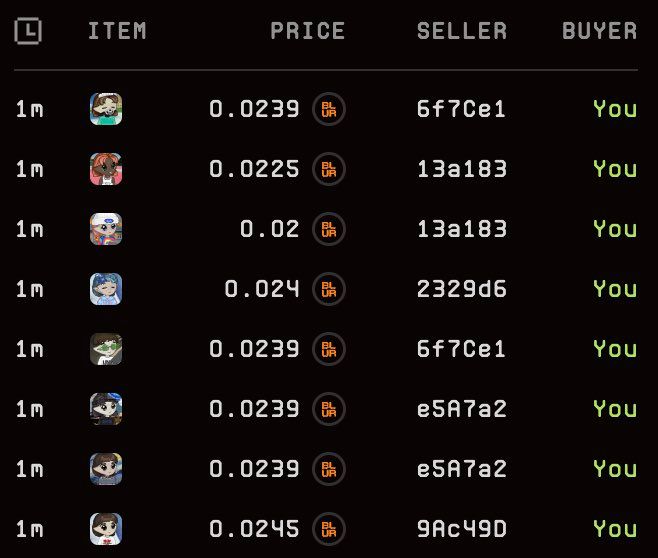 ITEM PRICE SELLER BUYER
1m 0.0239 BLUR 6f7Ce1 You
1m 0.0225 BLUR 13a183 You
1m 0.02 BLUR 13a183 You
1m 0.024 BLUR 2329d6 You
1m 0.0239 BLUR 6f7Ce1 You
1m 0.0239 BLUR e5A7a2 You
1m 0.0239 BLUR e5A7a2 You
1m 0.0245 BLUR 9Ac49D You